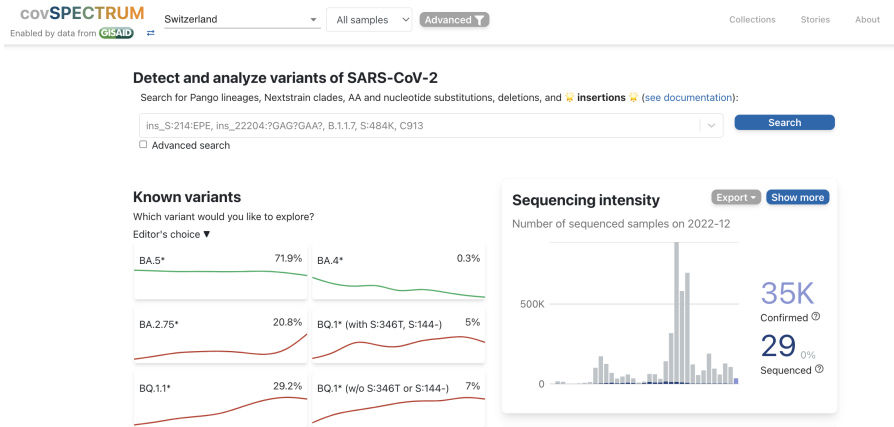 covSPECTRUM
Enabled by data from GISAID
Switzerland
All samples
Advanced
Collections
Stories
About
Detect and analyze variants of SARS-CoV-2
Search for Pango lineages, Nextstrain clades, AA and nucleotide substitutions, deletions, and insertions (see documentation):
ins_S:214:EPE, ins_22204:?GAG?GAA?, B.1.1.7, S:484K, C913
Search
Advanced search
Known variants
Which variant would you like to explore?
Editor's choice ▼
BA.5* 71.9%
BA.4* 0.3%
BA.2.75* 20.8%
BQ.1* (with S:346T, S:144-) 5%
BQ.1.1* 29.2%
BQ.1* (w/o S:346T or S:144-) 7%
Sequencing intensity
Export
Show more
Number of sequenced samples on 2022-12
500K
0
35K
Confirmed
29 0%
Sequenced